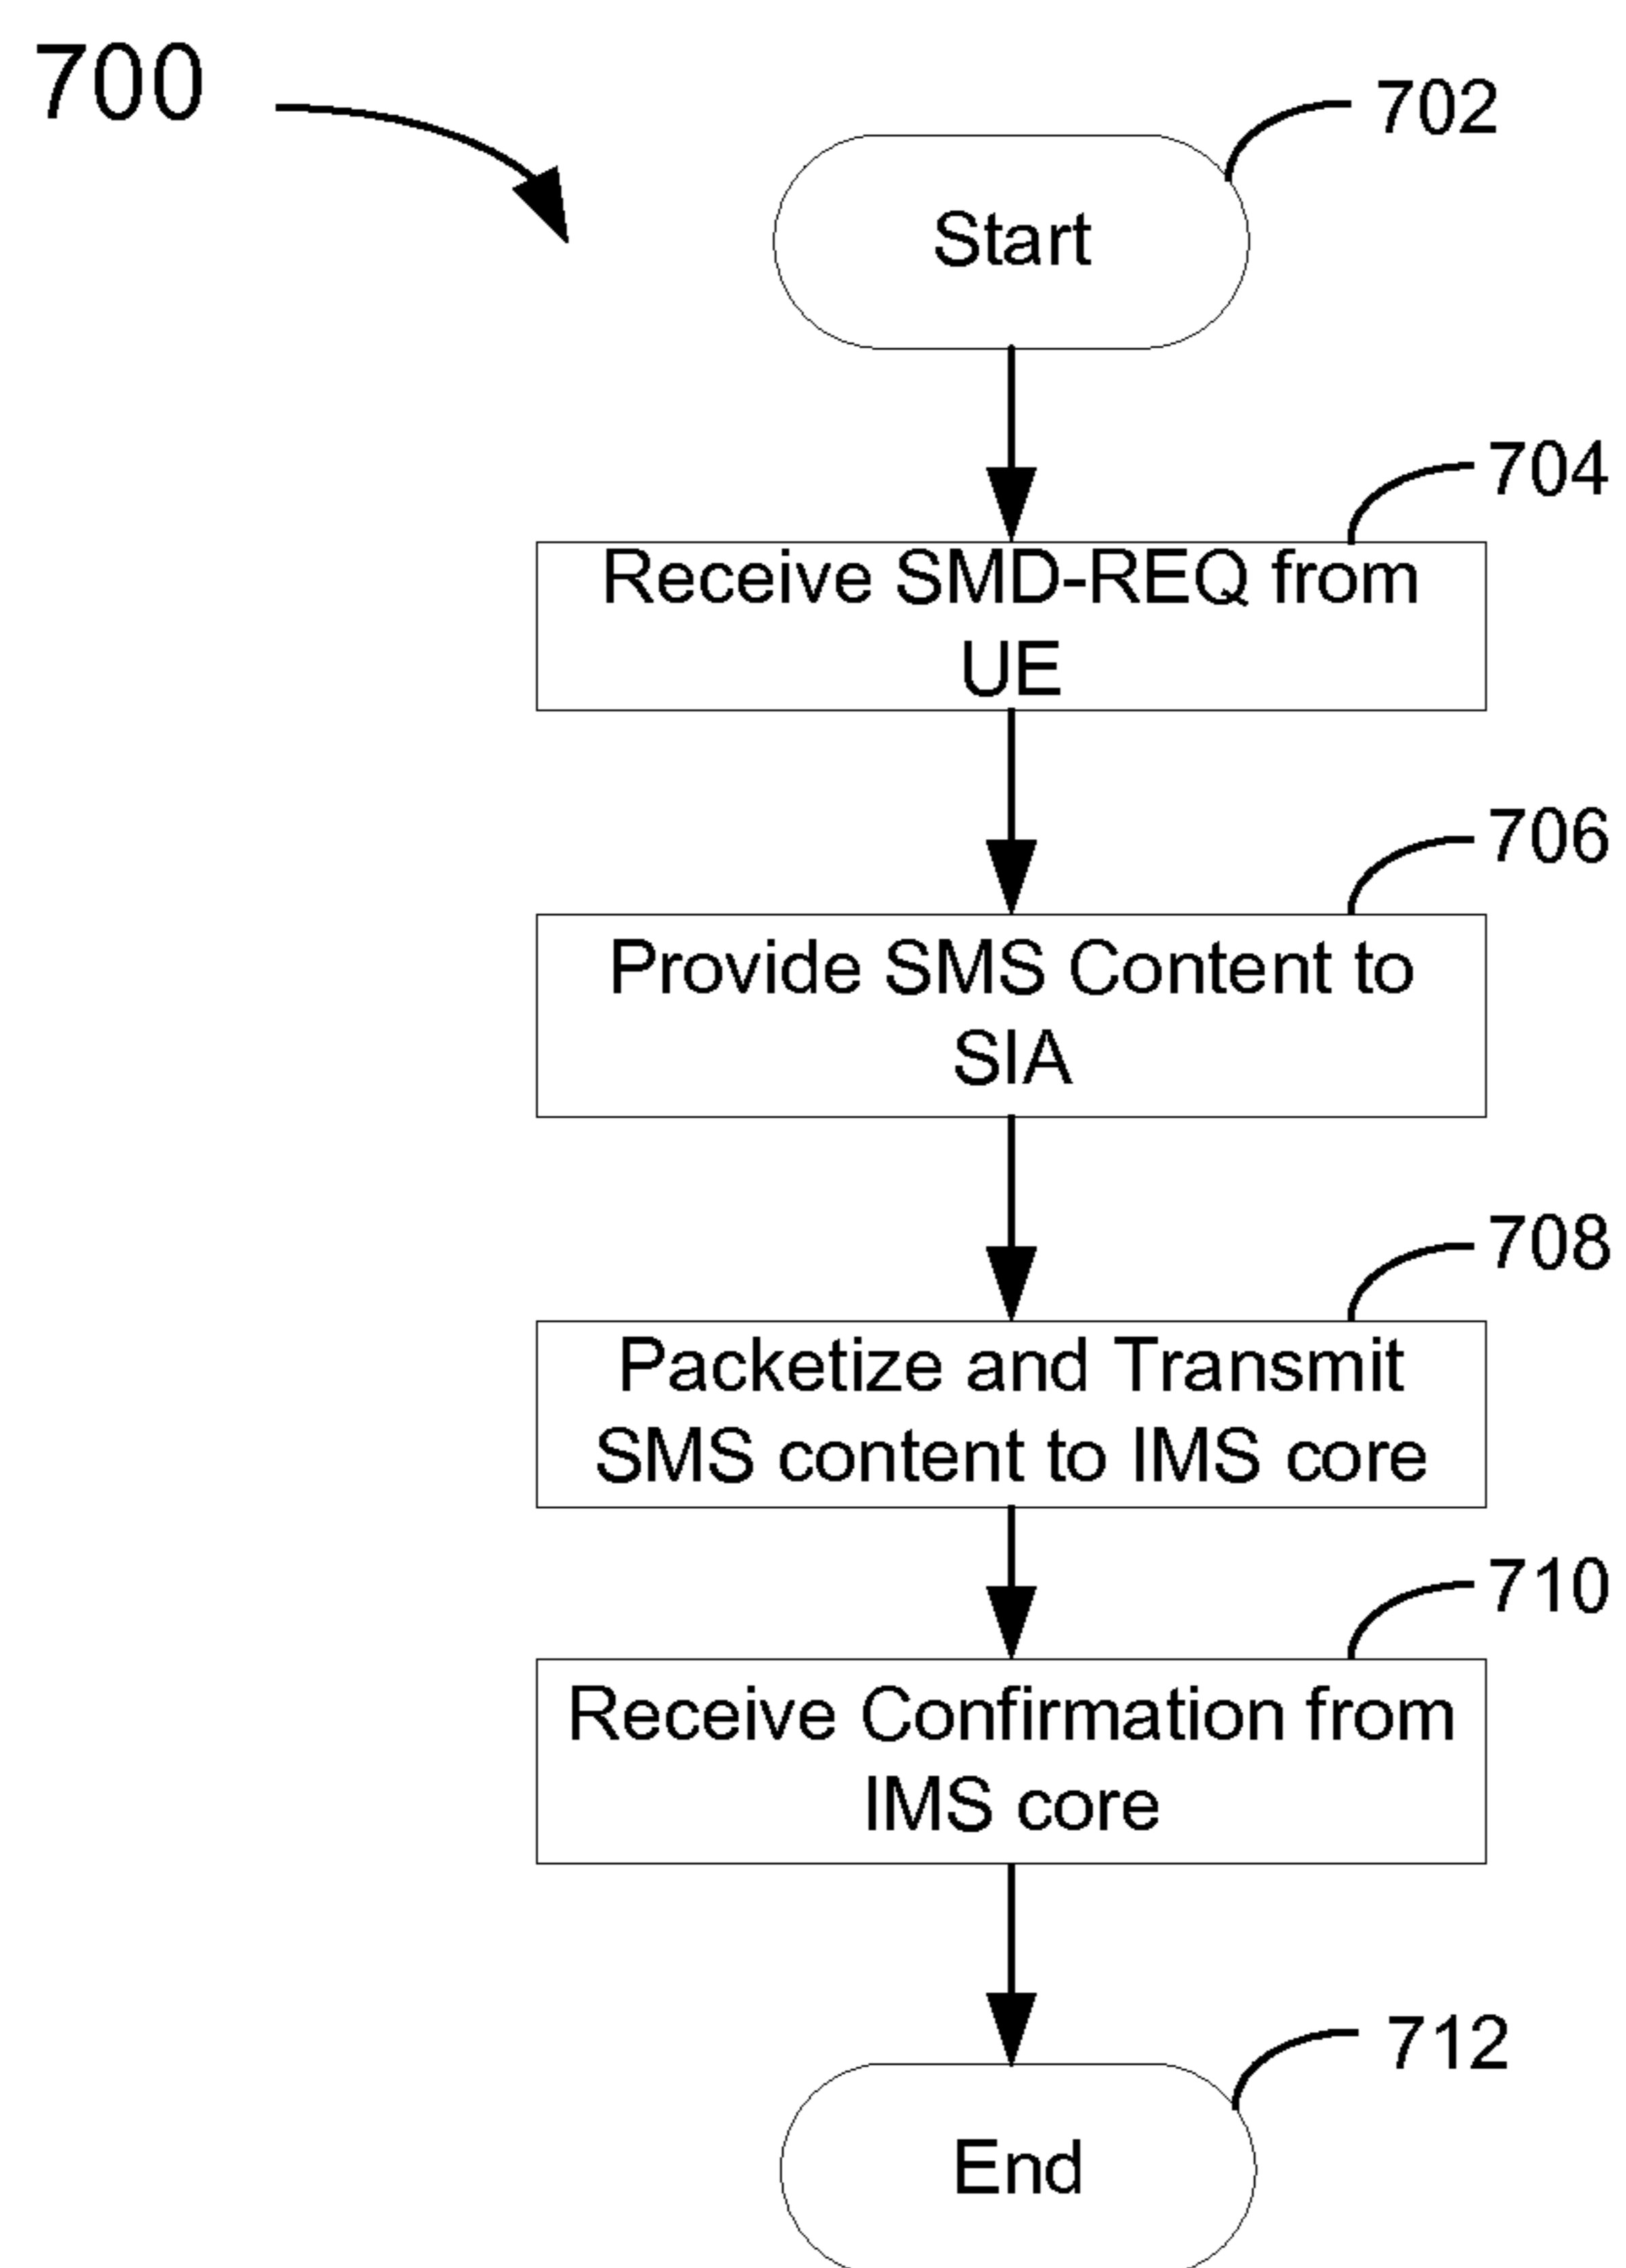 700
702
Start
704
Receive SMD-REQ from
UE
706
Provide SMS Content to
SIA
708
Packetize and Transmit
SMS content to IMS core
710
Receive Confirmation from
IMS core
712
End